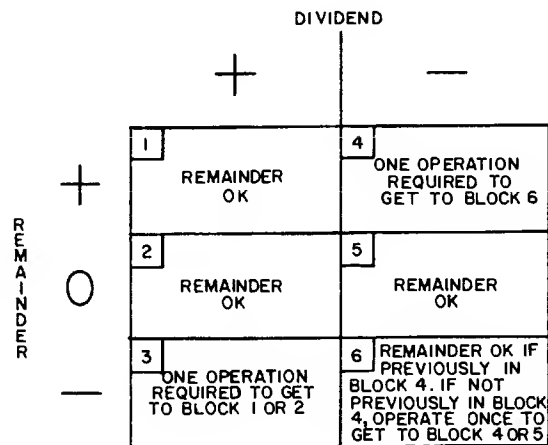 DIVIDEND
+ −
1
REMAINDER
OK
4
ONE OPERATION
REQUIRED TO
GET TO BLOCK 6
+
2
REMAINDER
OK
5
REMAINDER
OK
REMAINDER
O
3
ONE OPERATION
REQUIRED TO GET
TO BLOCK 1 OR 2
6
REMAINDER OK IF
PREVIOUSLY IN
BLOCK 4. IF NOT
PREVIOUSLY IN BLOCK
4, OPERATE ONCE TO
GET TO BLOCK 4 OR 5
−